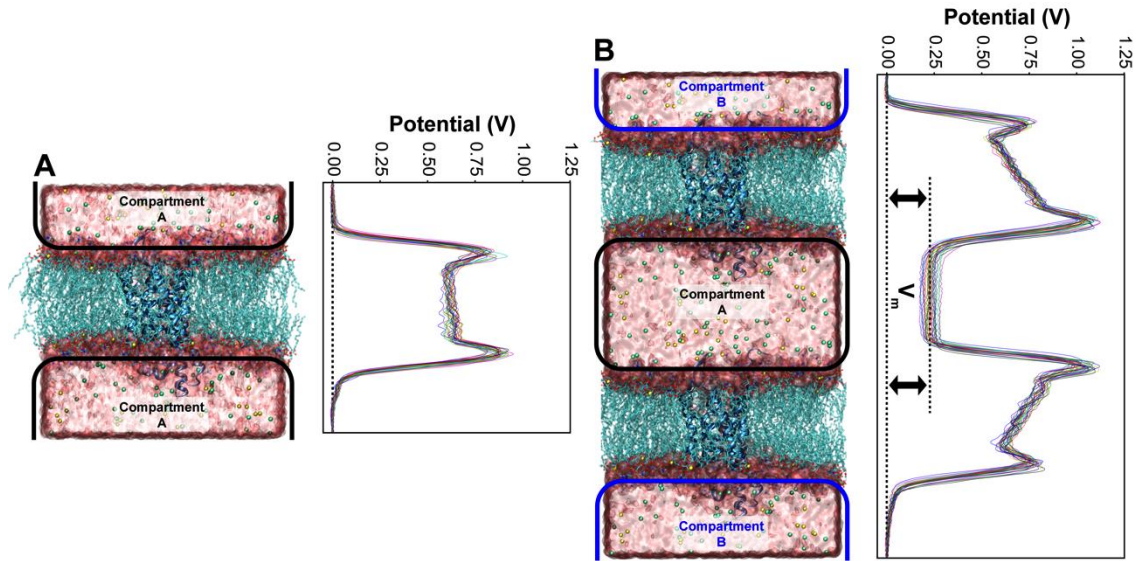 A
Compartment
A
Compartment
A
Potential (V)
0.00
0.25
0.50
0.75
1.00
1.25
B
Compartment
B
Compartment
A
Compartment
B
Potential (V)
0.00
0.25
0.50
0.75
1.00
1.25
Vm